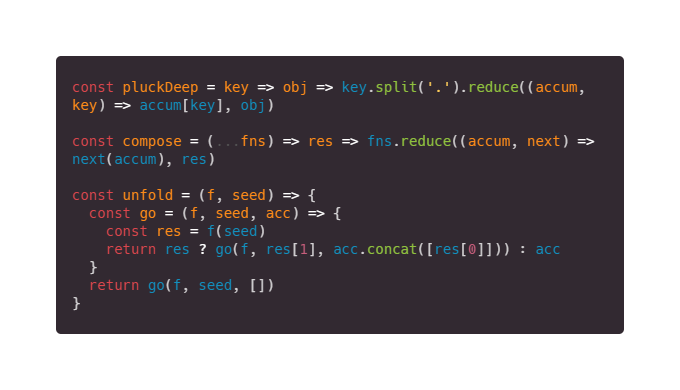 const pluckDeep = key => obj => key.split('.').reduce((accum,
key) => accum[key], obj)
const compose = (...fns) => res => fns.reduce((accum, next) =>
next(accum), res)
const unfold = (f, seed) => {
const go = (f, seed, acc) => {
const res = f(seed)
return res ? go(f, res[1], acc.concat([res[0]])) : acc
}
return go(f, seed, [])
}